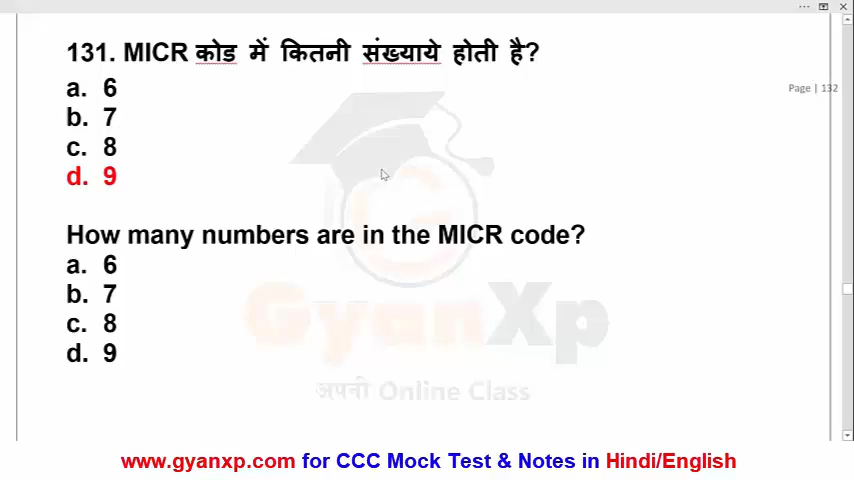 131. MICR कोड में कितनी संख्याये होती है?
Page | 132
a. 6
b. 7
c. 8
d. 9
How many numbers are in the MICR code?
a. 6
b. 7
c. 8
d. 9
GyanXp
अपनी Online Class
www.gyanxp.com for CCC Mock Test & Notes in Hindi/English